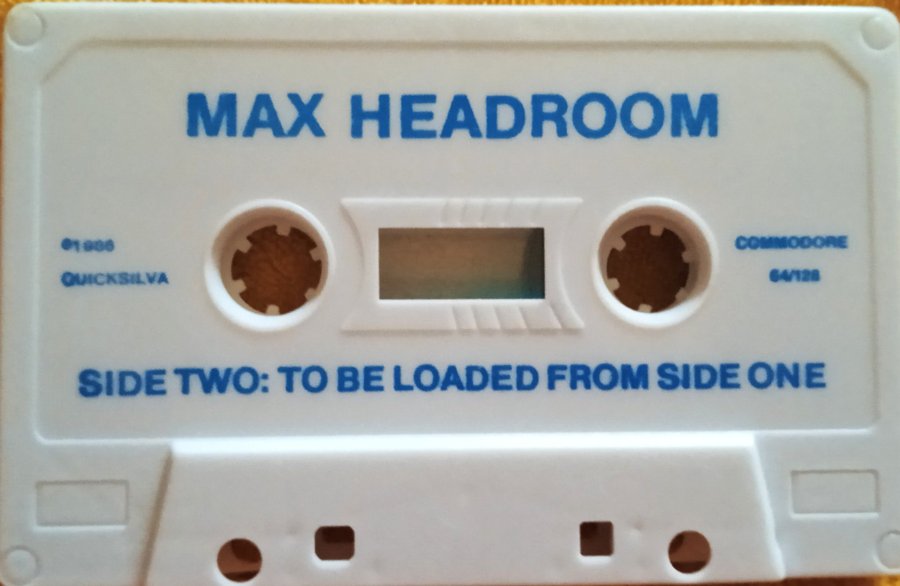 MAX HEADROOM
©1986
QUICKSILVA
COMMODORE
64/128
SIDE TWO: TO BE LOADED FROM SIDE ONE